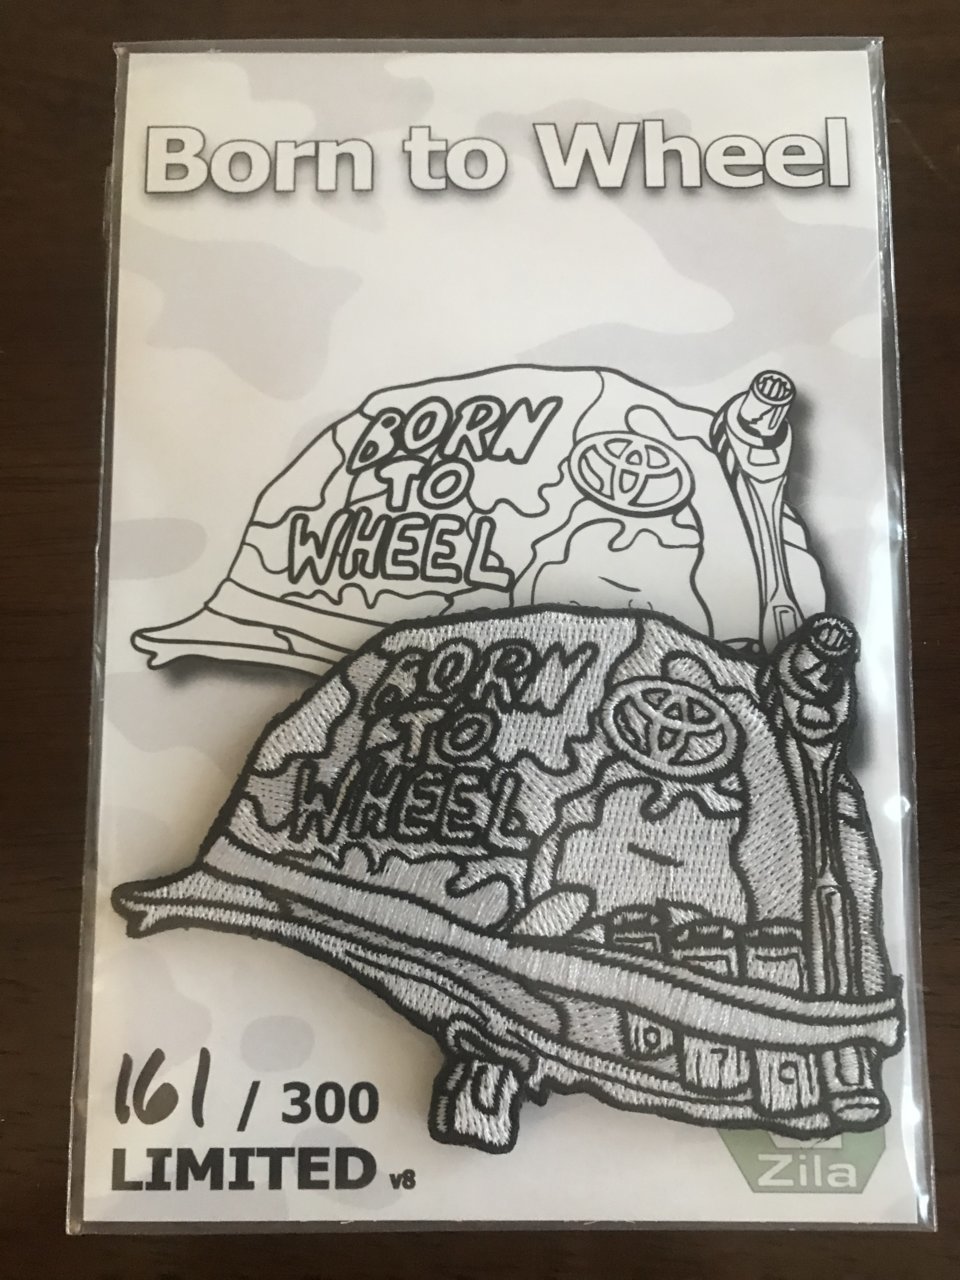 Born to Wheel
BORN
TO
WHEEL
BORN
TO
WHEEL
161 / 300
LIMITED v8
Zila